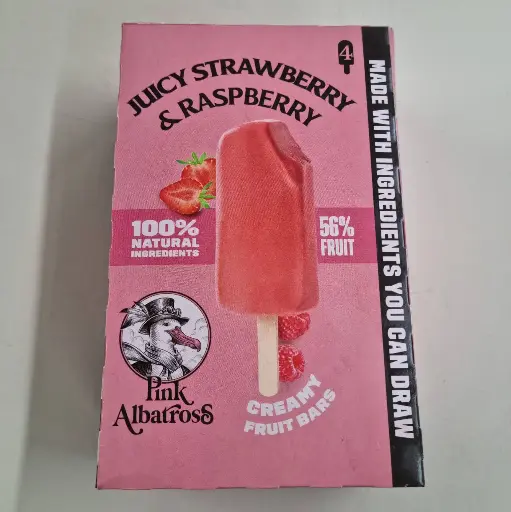 JUICY STRAWBERRY
& RASPBERRY
4
MADE WITH INGREDIENTS YOU CAN DRAW
100%
NATURAL
INGREDIENTS
56%
FRUIT
Pink
Albatross
CREAMY
FRUIT BARS